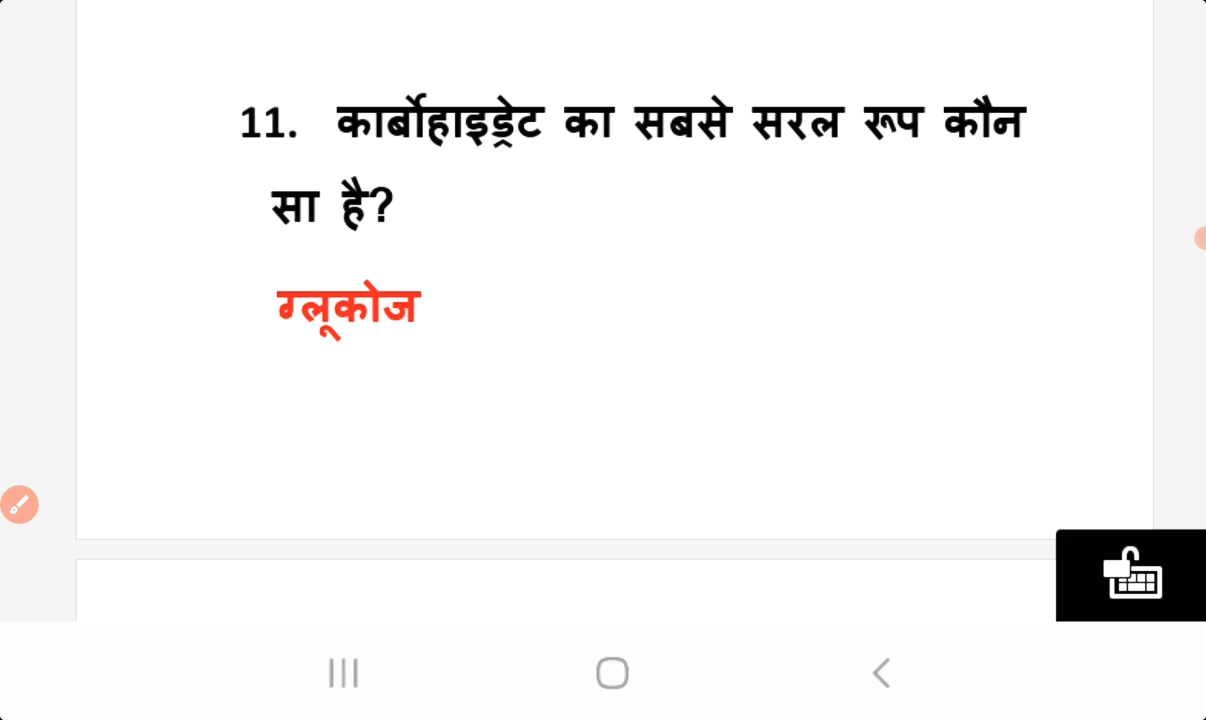 11. कार्बोहाइड्रेट का सबसे सरल रूप कौन
सा है?
ग्लूकोज